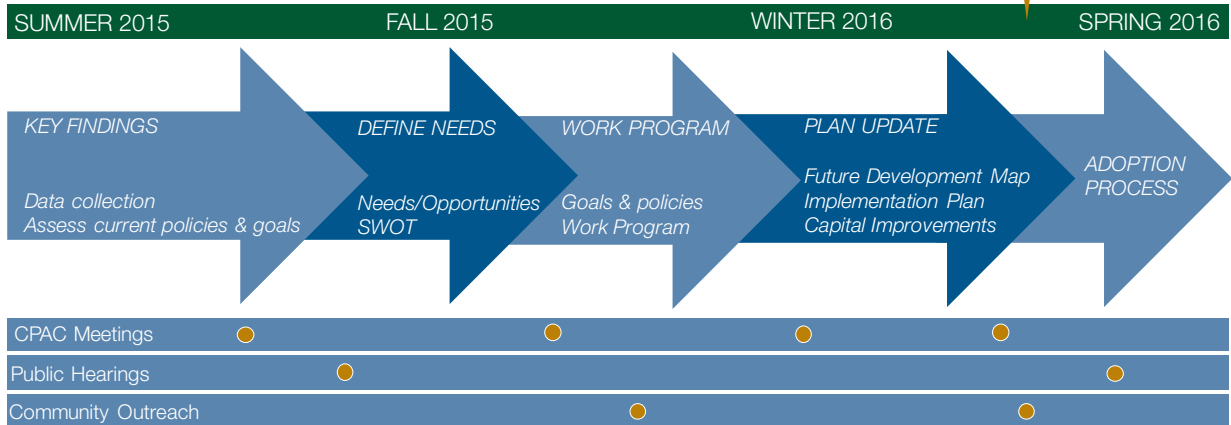 SUMMER 2015
FALL 2015
WINTER 2016
SPRING 2016
KEY FINDINGS
Data collection
Assess current policies & goals
DEFINE NEEDS
Needs/Opportunities
SWOT
WORK PROGRAM
Goals & policies
Work Program
PLAN UPDATE
Future Development Map
Implementation Plan
Capital Improvements
ADOPTION
PROCESS
CPAC Meetings
Public Hearings
Community Outreach